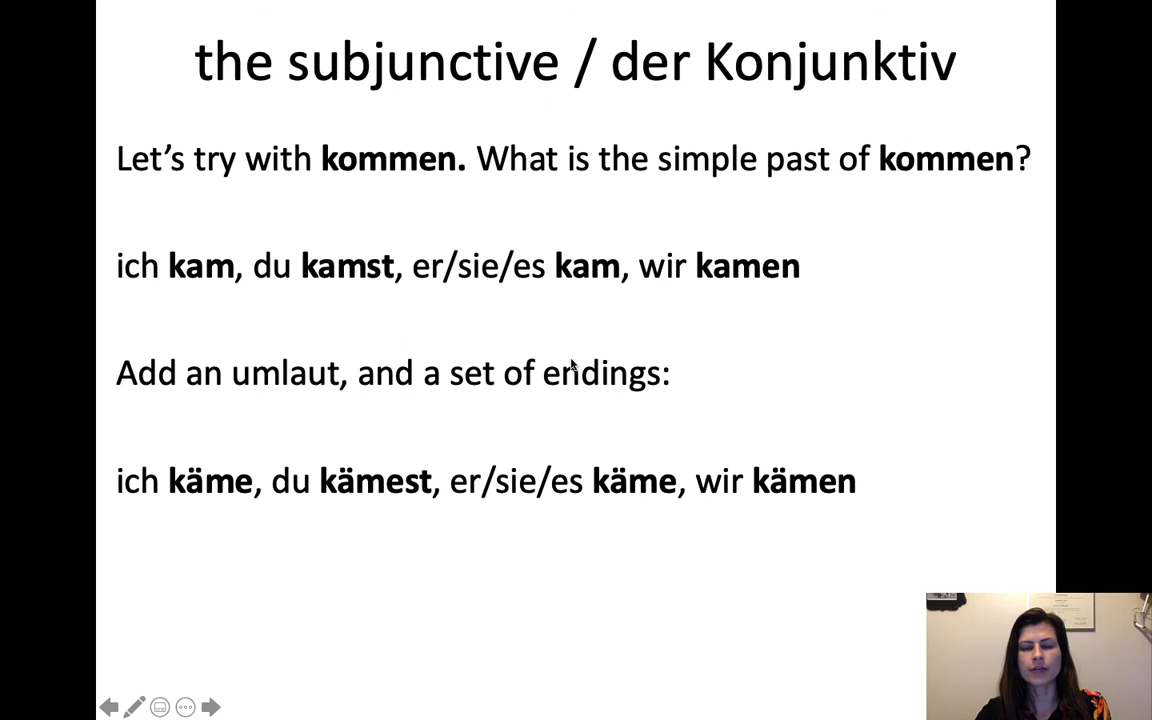 the subjunctive / der Konjunktiv
Let’s try with kommen. What is the simple past of kommen?
ich kam, du kamst, er/sie/es kam, wir kamen
Add an umlaut, and a set of endings:
ich käme, du kämest, er/sie/es käme, wir kämen